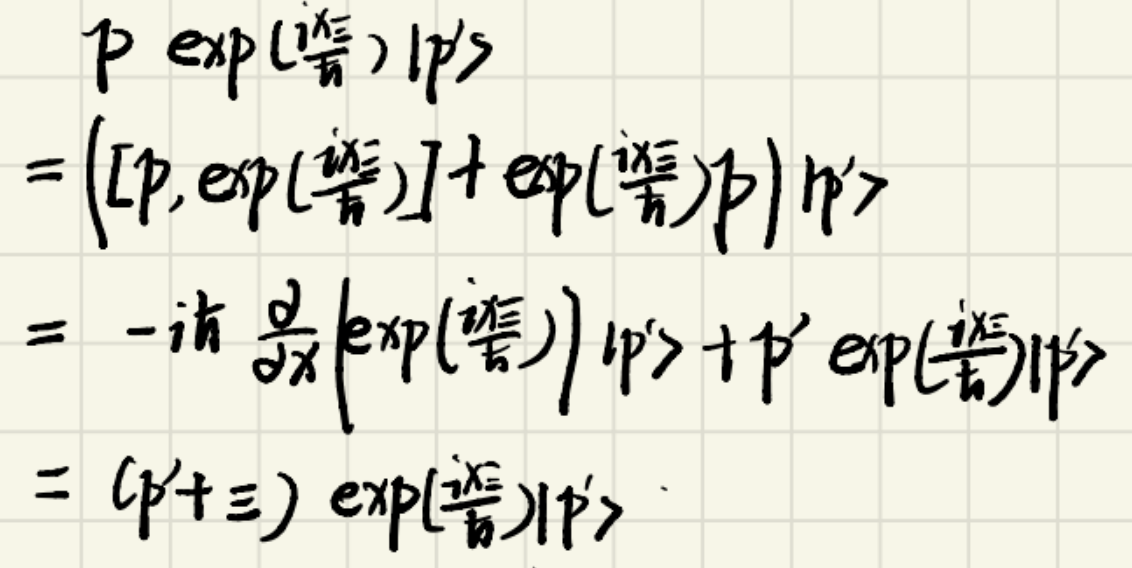 p exp(ixΞ/ħ) |p'>
= ([p, exp(ixΞ/ħ)] + exp(ixΞ/ħ)p) |p'>
= -iħ ∂/∂x (exp(ixΞ/ħ)) |p'> + p' exp(ixΞ/ħ)|p'>
= (p'+Ξ) exp(ixΞ/ħ)|p'>